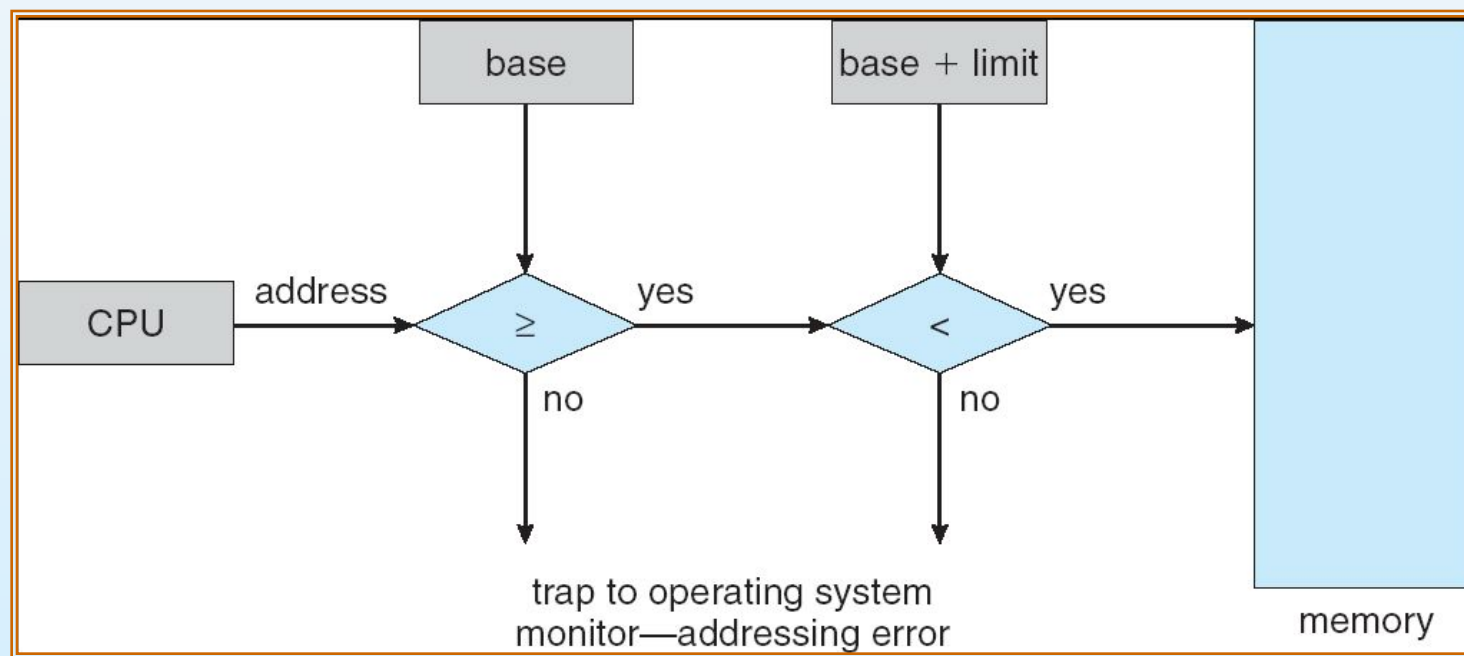 base
base + limit
CPU
address
≥
yes
<
yes
no
no
trap to operating system
monitor—addressing error
memory